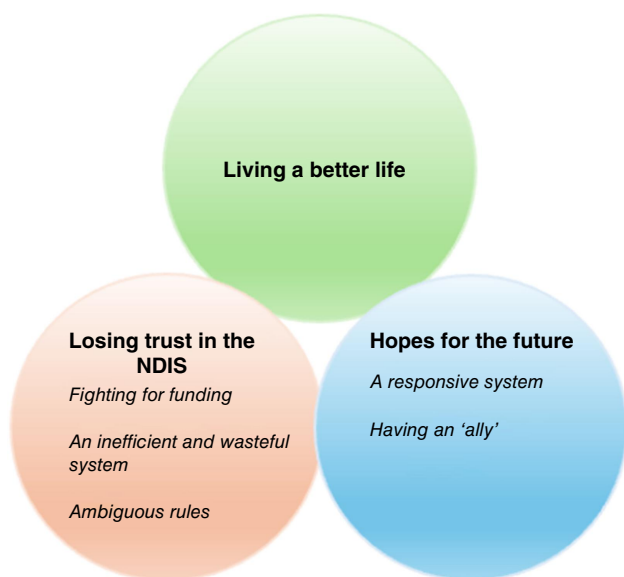 Living a better life
Losing trust in the
NDIS
Fighting for funding
An inefficient and wasteful
system
Ambiguous rules
Hopes for the future
A responsive system
Having an ‘ally’